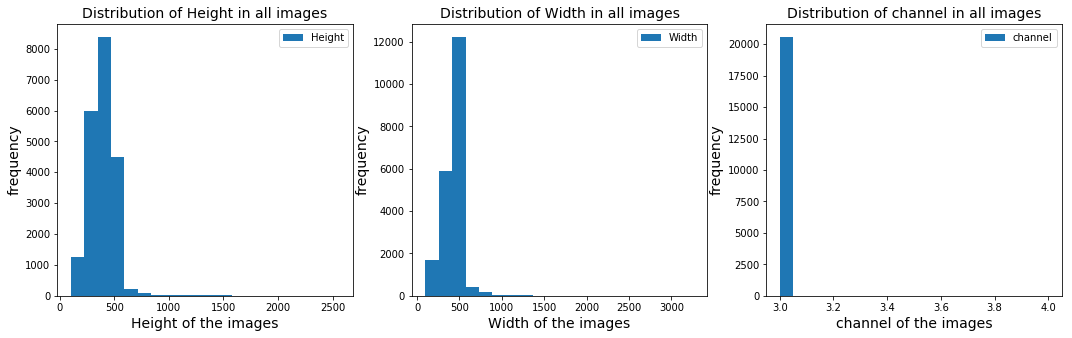 Distribution of Height in all images
Height
8000
7000
6000
5000
4000
3000
2000
1000
0
frequency
0 500 1000 1500 2000 2500
Height of the images
Distribution of Width in all images
Width
12000
10000
8000
6000
4000
2000
0
frequency
0 500 1000 1500 2000 2500 3000
Width of the images
Distribution of channel in all images
channel
20000
17500
15000
12500
10000
7500
5000
2500
0
frequency
3.0 3.2 3.4 3.6 3.8 4.0
channel of the images